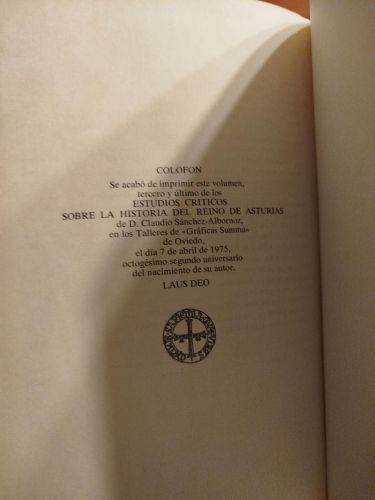 COLOFON
Se acabó de imprimir este volumen,
tercero y último de los
ESTUDIOS CRITICOS
SOBRE LA HISTORIA DEL REINO DE ASTURIAS
de D. Claudio Sánchez-Albornoz,
en los Talleres de «Gráficas Summa»
de Oviedo,
el día 7 de abril de 1975,
octogésimo segundo aniversario
del nacimiento de su autor.
LAUS DEO